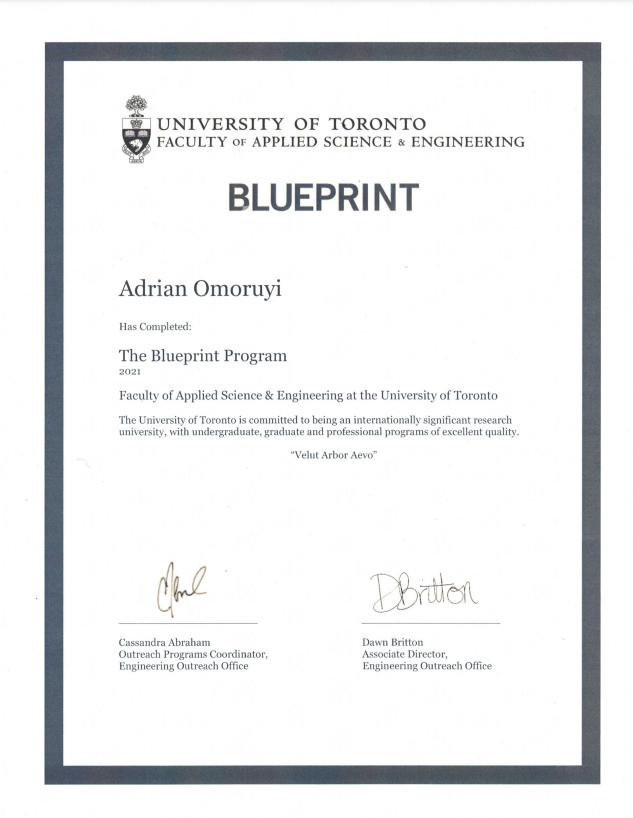 UNIVERSITY OF TORONTO
FACULTY OF APPLIED SCIENCE & ENGINEERING
BLUEPRINT
Adrian Omoruyi
Has Completed:
The Blueprint Program
2021
Faculty of Applied Science & Engineering at the University of Toronto
The University of Toronto is committed to being an internationally significant research
university, with undergraduate, graduate and professional programs of excellent quality.
“Velut Arbor Aevo”
DBritton
Cassandra Abraham
Outreach Programs Coordinator,
Engineering Outreach Office
Dawn Britton
Associate Director,
Engineering Outreach Office